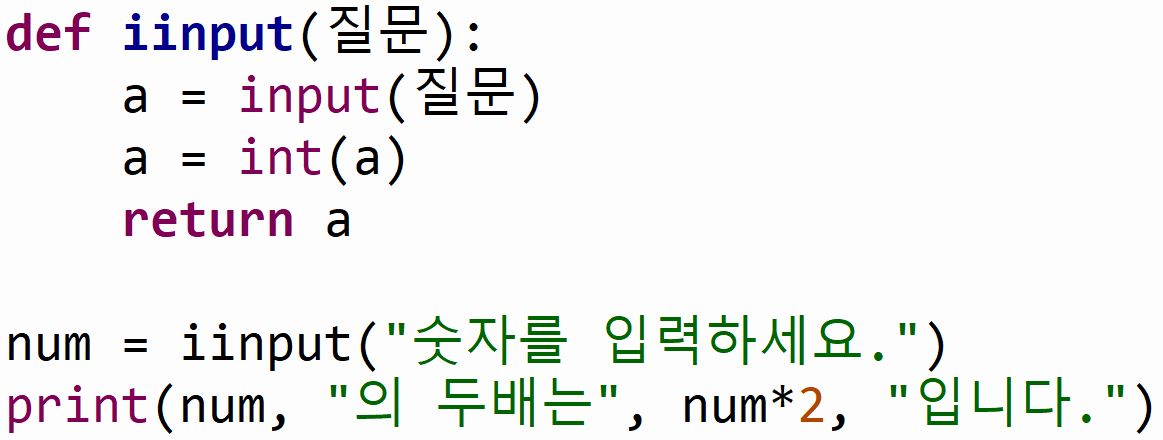 def iinput(질문):
    a = input(질문)
    a = int(a)
    return a

num = iinput("숫자를 입력하세요.")
print(num, "의 두배는", num*2, "입니다.")